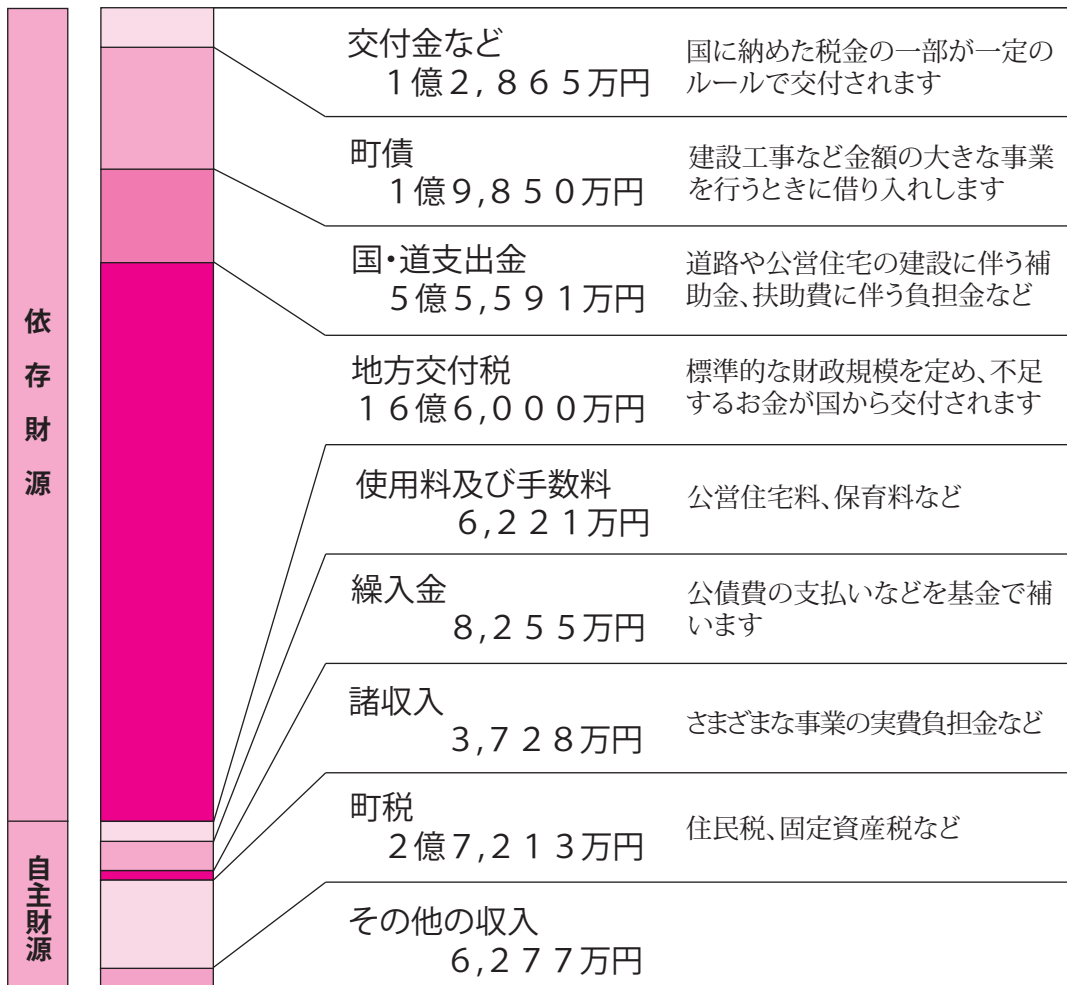 依存財源
交付金など
1億2,865万円
国に納めた税金の一部が一定の
ルールで交付されます
町債
1億9,850万円
建設工事など金額の大きな事業
を行うときに借り入れします
国・道支出金
5億5,591万円
道路や公営住宅の建設に伴う補
助金、扶助費に伴う負担金など
地方交付税
16億6,000万円
標準的な財政規模を定め、不足
するお金が国から交付されます
自主財源
使用料及び手数料
6,221万円
公営住宅料、保育料など
繰入金
8,255万円
公債費の支払いなどを基金で補
います
諸収入
3,728万円
さまざまな事業の実費負担金など
町税
2億7,213万円
住民税、固定資産税など
その他の収入
6,277万円